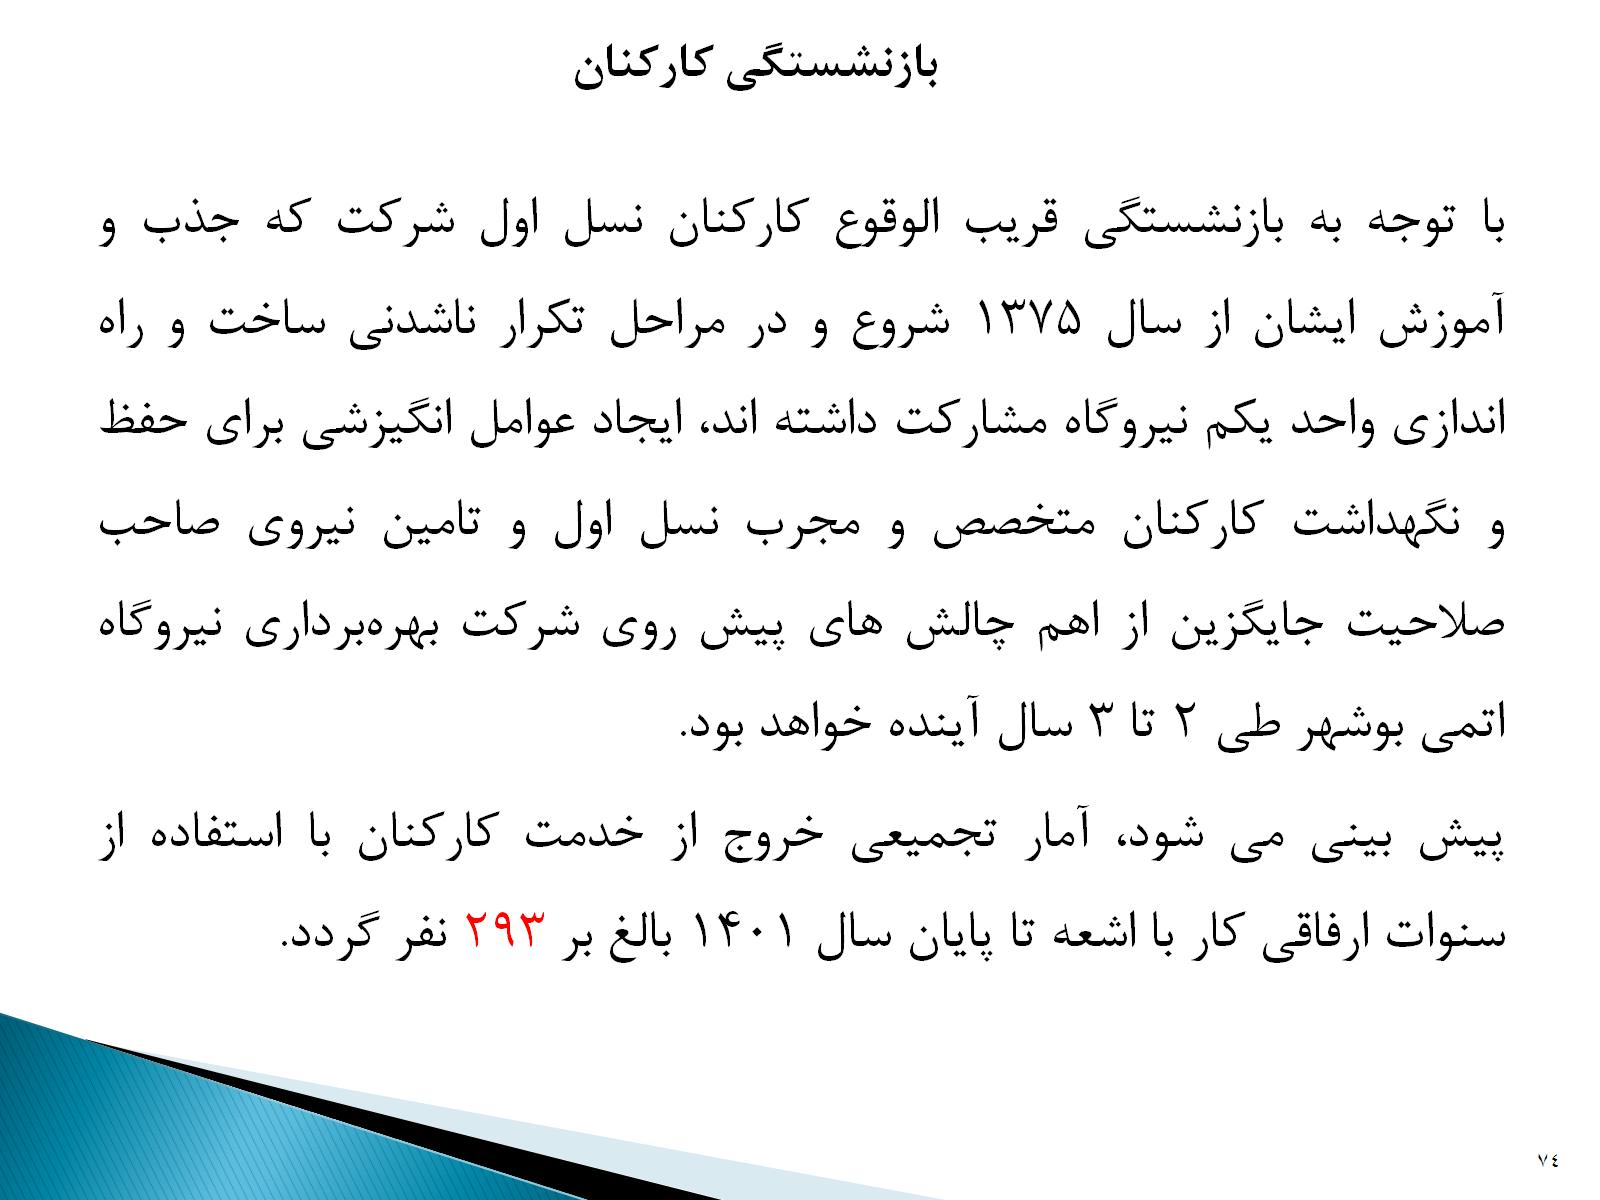 بازنشستگی کارکنان
با توجه به بازنشستگی قریب الوقوع کارکنان نسل اول شرکت که جذب و
آموزش ایشان از سال ۱۳۷۵ شروع و در مراحل تکرار ناشدنی ساخت و راه
اندازی واحد یکم نیروگاه مشارکت داشته اند، ایجاد عوامل انگیزشی برای حفظ
و نگهداشت کارکنان متخصص و مجرب نسل اول و تامین نیروی صاحب
صلاحیت جایگزین از اهم چالش های پیش روی شرکت بهره‌برداری نیروگاه
اتمی بوشهر طی ۲ تا ۳ سال آینده خواهد بود.
پیش بینی می شود، آمار تجمیعی خروج از خدمت کارکنان با استفاده از
سنوات ارفاقی کار با اشعه تا پایان سال ۱۴۰۱ بالغ بر ۲۹۳ نفر گردد.
٧٤